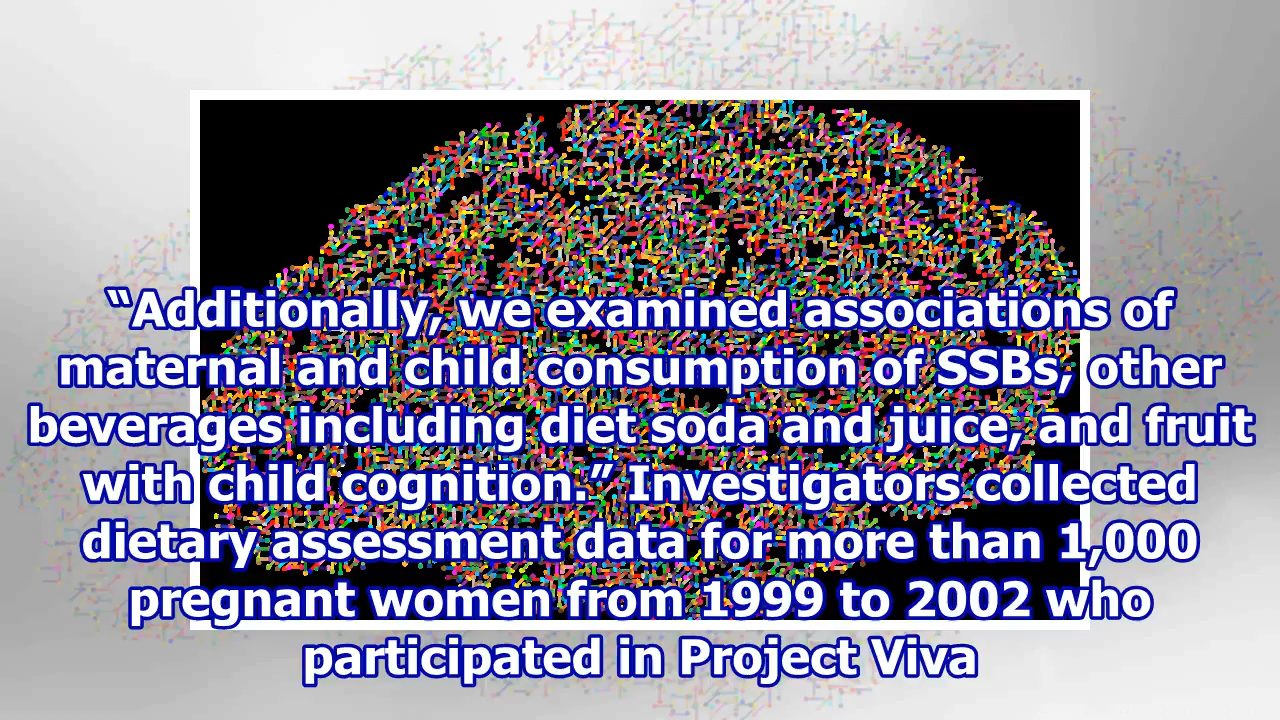 “Additionally, we examined associations of
maternal and child consumption of SSBs, other
beverages including diet soda and juice, and fruit
with child cognition.” Investigators collected
dietary assessment data for more than 1,000
pregnant women from 1999 to 2002 who
participated in Project Viva